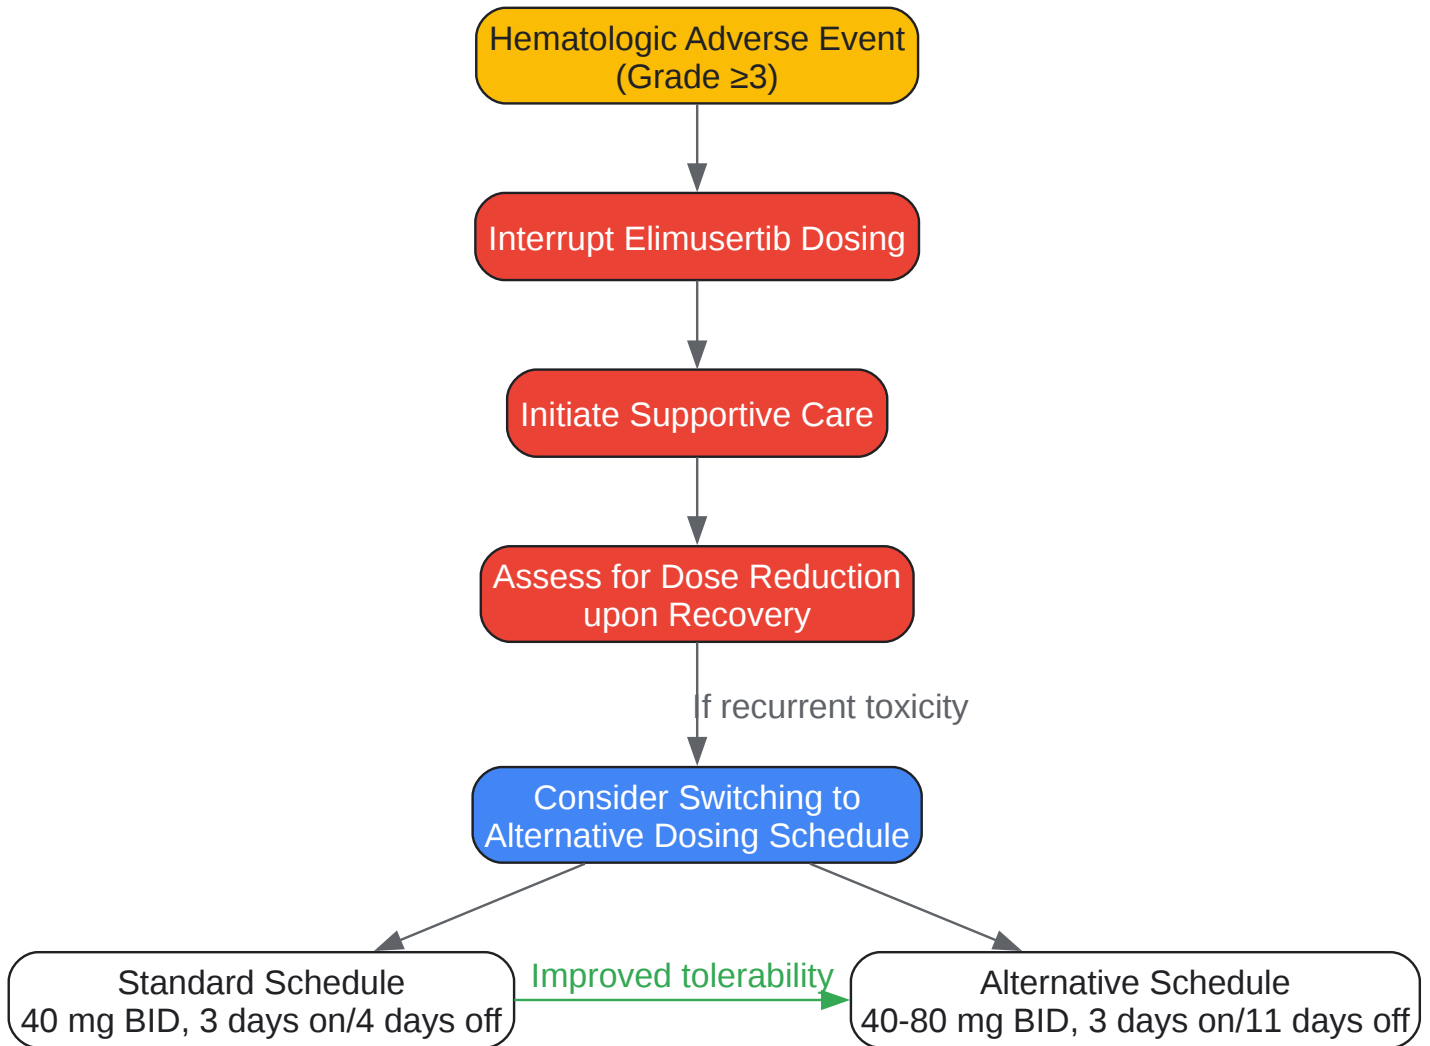 Hematologic Adverse Event
(Grade ≥3)
Interrupt Elimusertib Dosing
Initiate Supportive Care
Assess for Dose Reduction
upon Recovery
If recurrent toxicity
Consider Switching to
Alternative Dosing Schedule
Standard Schedule
40 mg BID, 3 days on/4 days off
Improved tolerability
Alternative Schedule
40-80 mg BID, 3 days on/11 days off